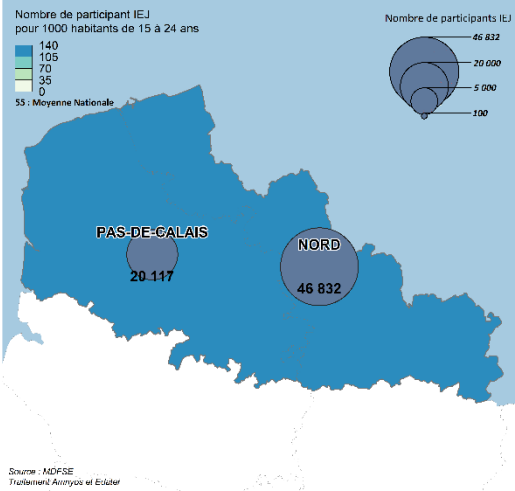 Nombre de participant IEJ
pour 1000 habitants de 15 à 24 ans
140
105
70
35
0
55 : Moyenne Nationale
Nombre de participants IEJ
46 832
20 000
5 000
100
PAS-DE-CALAIS
20 117
NORD
46 832
Source : MDFSE
Traitement Amnyos et Edater